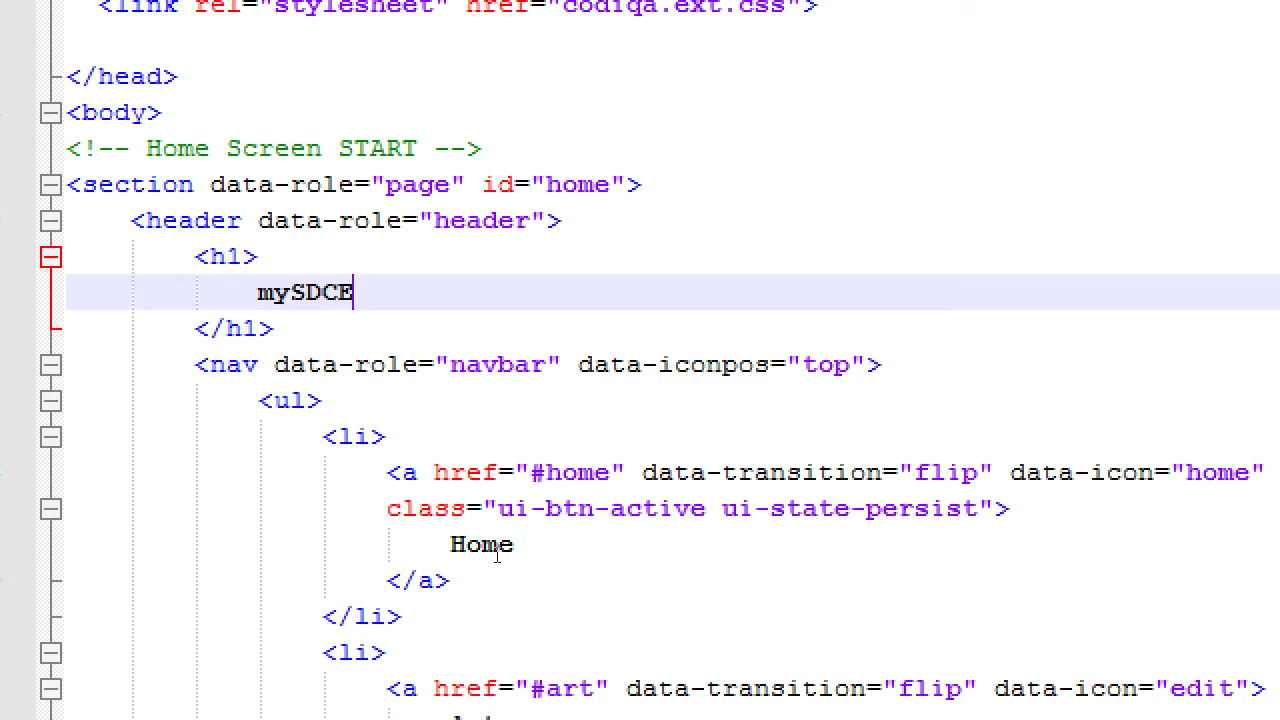 <link rel="stylesheet" href="codiqa.ext.css">
</head>
<body>
<!-- Home Screen START -->
<section data-role="page" id="home">
<header data-role="header">
<h1>
mySDCE
</h1>
<nav data-role="navbar" data-iconpos="top">
<ul>
<li>
<a href="#home" data-transition="flip" data-icon="home"
class="ui-btn-active ui-state-persist">
Home
</a>
</li>
<li>
<a href="#art" data-transition="flip" data-icon="edit">